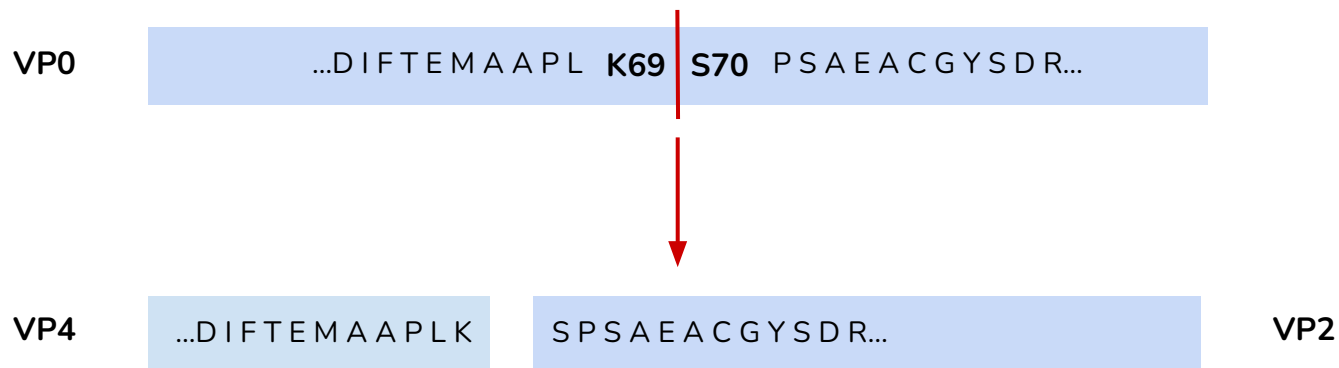 VP0 ...D I F T E M A A P L K69 S70 P S A E A C G Y S D R...
VP4 ...D I F T E M A A P L K S P S A E A C G Y S D R... VP2